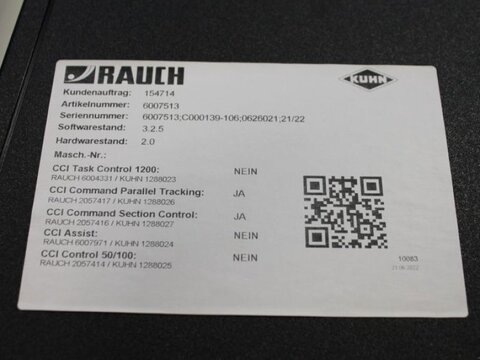 RAUCH
KUHN
Kundenauftrag: 154714
Artikelnummer: 6007513
Seriennummer: 6007513;C000139-106;0626021;21/22
Softwarestand: 3.2.5
Hardwarestand: 2.0
Masch.-Nr.:
CCI Task Control 1200: NEIN
RAUCH 6004331 / KUHN 1288023
CCI Command Parallel Tracking: JA
RAUCH 2057417 / KUHN 1288026
CCI Command Section Control: JA
RAUCH 2057416 / KUHN 1288027
CCI Assist: NEIN
RAUCH 6007971 / KUHN 1288024
CCI Control 50/100: NEIN
RAUCH 2057414 / KUHN 1288025
10083
21.06.2022